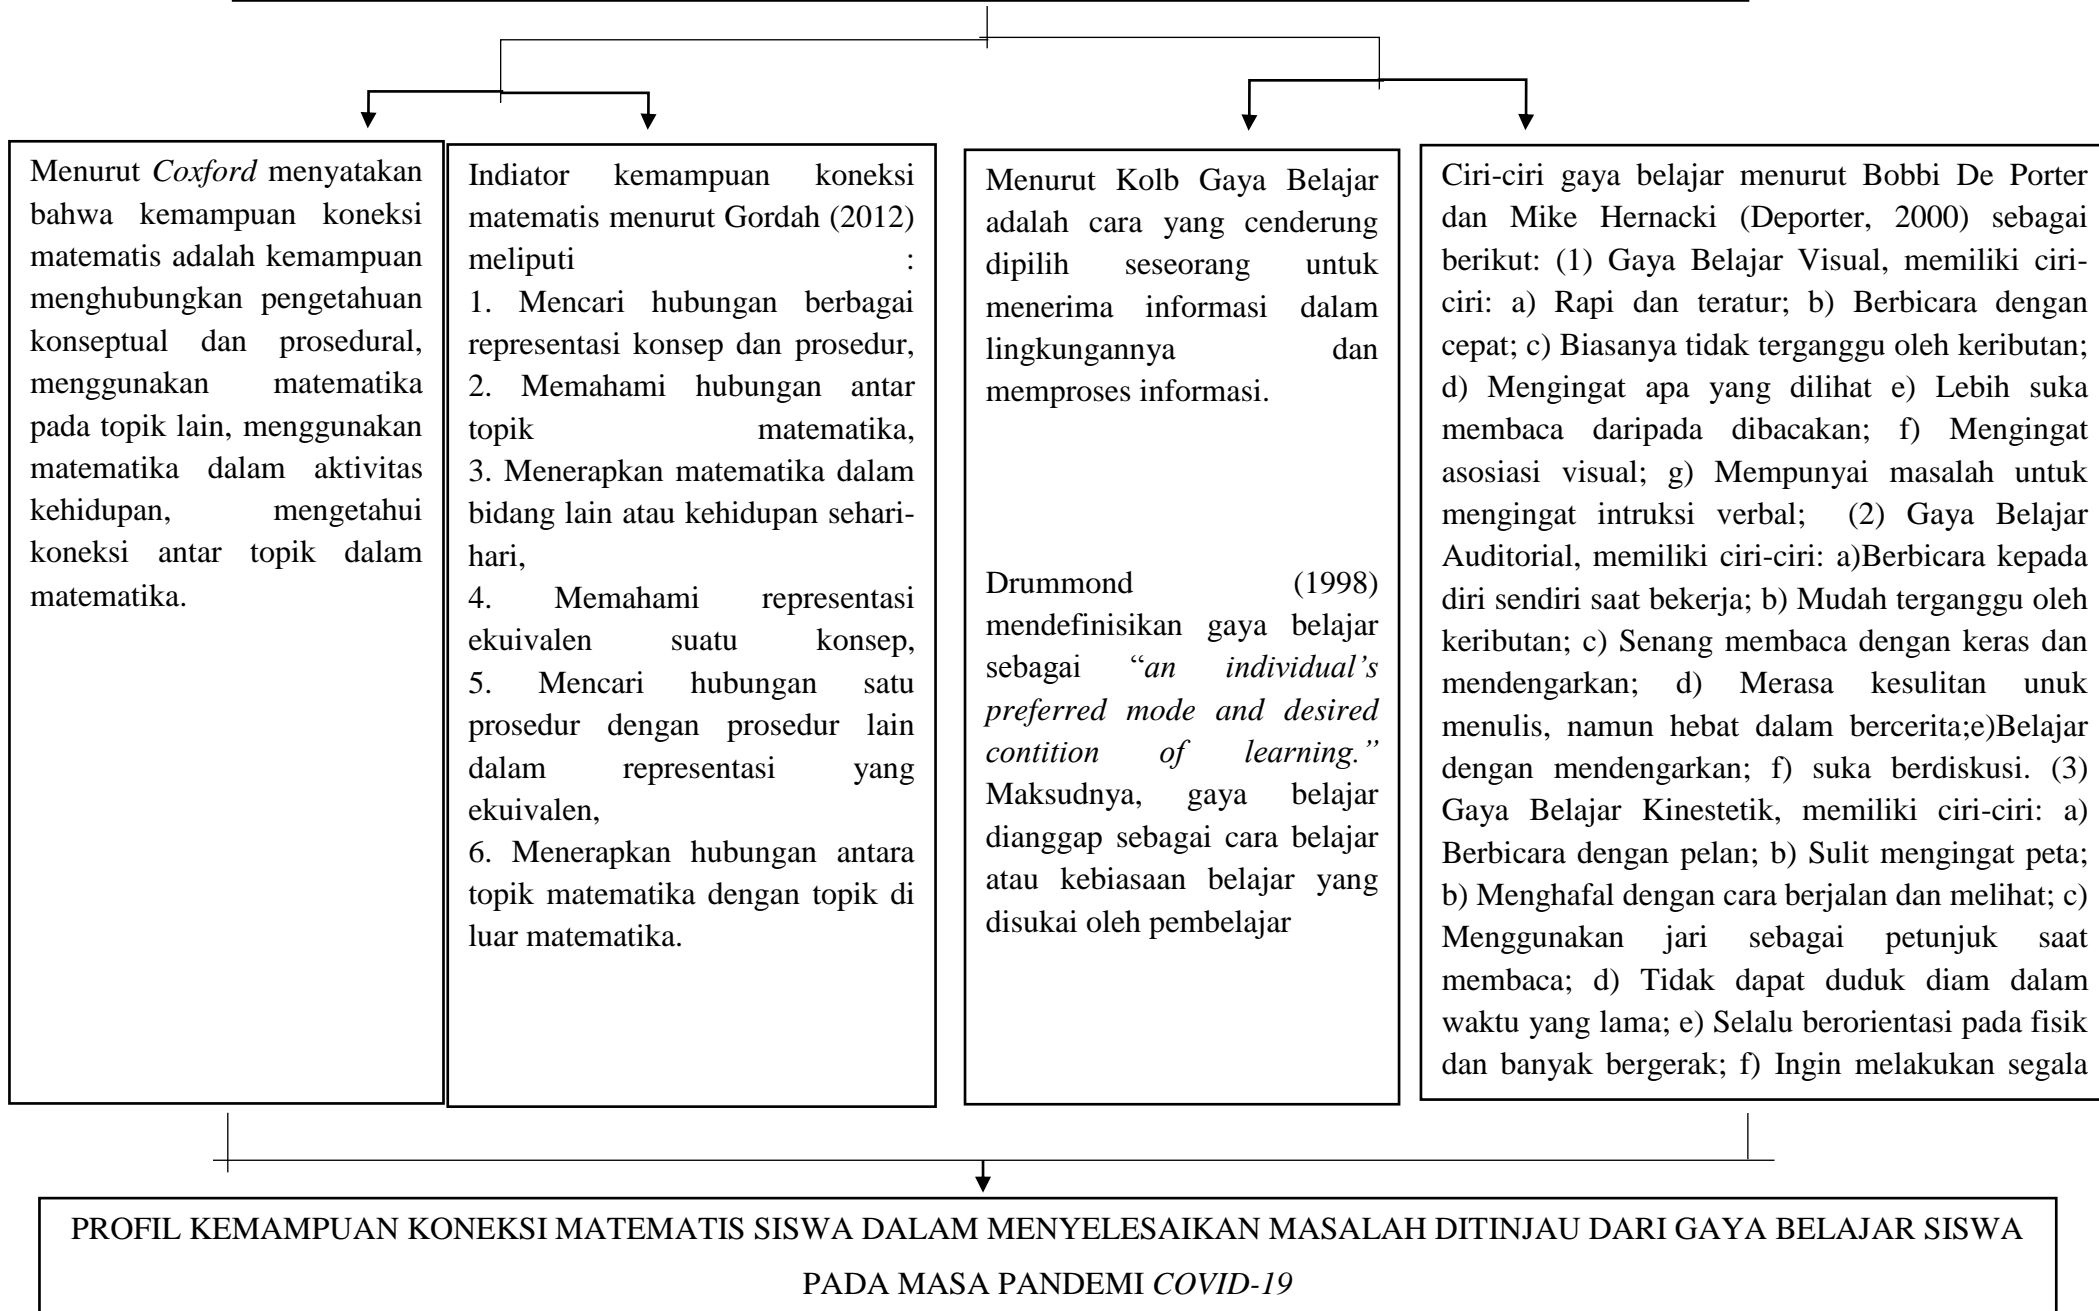 Menurut Coxford menyatakan
bahwa kemampuan koneksi
matematis adalah kemampuan
menghubungkan pengetahuan
konseptual dan prosedural,
menggunakan matematika
pada topik lain, menggunakan
matematika dalam aktivitas
kehidupan, mengetahui
koneksi antar topik dalam
matematika.
Indiator kemampuan koneksi
matematis menurut Gordah (2012)
meliputi :
1. Mencari hubungan berbagai
representasi konsep dan prosedur,
2. Memahami hubungan antar
topik matematika,
3. Menerapkan matematika dalam
bidang lain atau kehidupan sehari-
hari,
4. Memahami representasi
ekuivalen suatu konsep,
5. Mencari hubungan satu
prosedur dengan prosedur lain
dalam representasi yang
ekuivalen,
6. Menerapkan hubungan antara
topik matematika dengan topik di
luar matematika.
Menurut Kolb Gaya Belajar
adalah cara yang cenderung
dipilih seseorang untuk
menerima informasi dalam
lingkungannya dan
memproses informasi.
Drummond (1998)
mendefinisikan gaya belajar
sebagai “an individual’s
preferred mode and desired
contition of learning.”
Maksudnya, gaya belajar
dianggap sebagai cara belajar
atau kebiasaan belajar yang
disukai oleh pembelajar
Ciri-ciri gaya belajar menurut Bobbi De Porter
dan Mike Hernacki (Deporter, 2000) sebagai
berikut: (1) Gaya Belajar Visual, memiliki ciri-
ciri: a) Rapi dan teratur; b) Berbicara dengan
cepat; c) Biasanya tidak terganggu oleh keributan;
d) Mengingat apa yang dilihat e) Lebih suka
membaca daripada dibacakan; f) Mengingat
asosiasi visual; g) Mempunyai masalah untuk
mengingat intruksi verbal; (2) Gaya Belajar
Auditorial, memiliki ciri-ciri: a)Berbicara kepada
diri sendiri saat bekerja; b) Mudah terganggu oleh
keributan; c) Senang membaca dengan keras dan
mendengarkan; d) Merasa kesulitan unuk
menulis, namun hebat dalam bercerita;e)Belajar
dengan mendengarkan; f) suka berdiskusi. (3)
Gaya Belajar Kinestetik, memiliki ciri-ciri: a)
Berbicara dengan pelan; b) Sulit mengingat peta;
b) Menghafal dengan cara berjalan dan melihat; c)
Menggunakan jari sebagai petunjuk saat
membaca; d) Tidak dapat duduk diam dalam
waktu yang lama; e) Selalu berorientasi pada fisik
dan banyak bergerak; f) Ingin melakukan segala
PROFIL KEMAMPUAN KONEKSI MATEMATIS SISWA DALAM MENYELESAIKAN MASALAH DITINJAU DARI GAYA BELAJAR SISWA
PADA MASA PANDEMI COVID-19